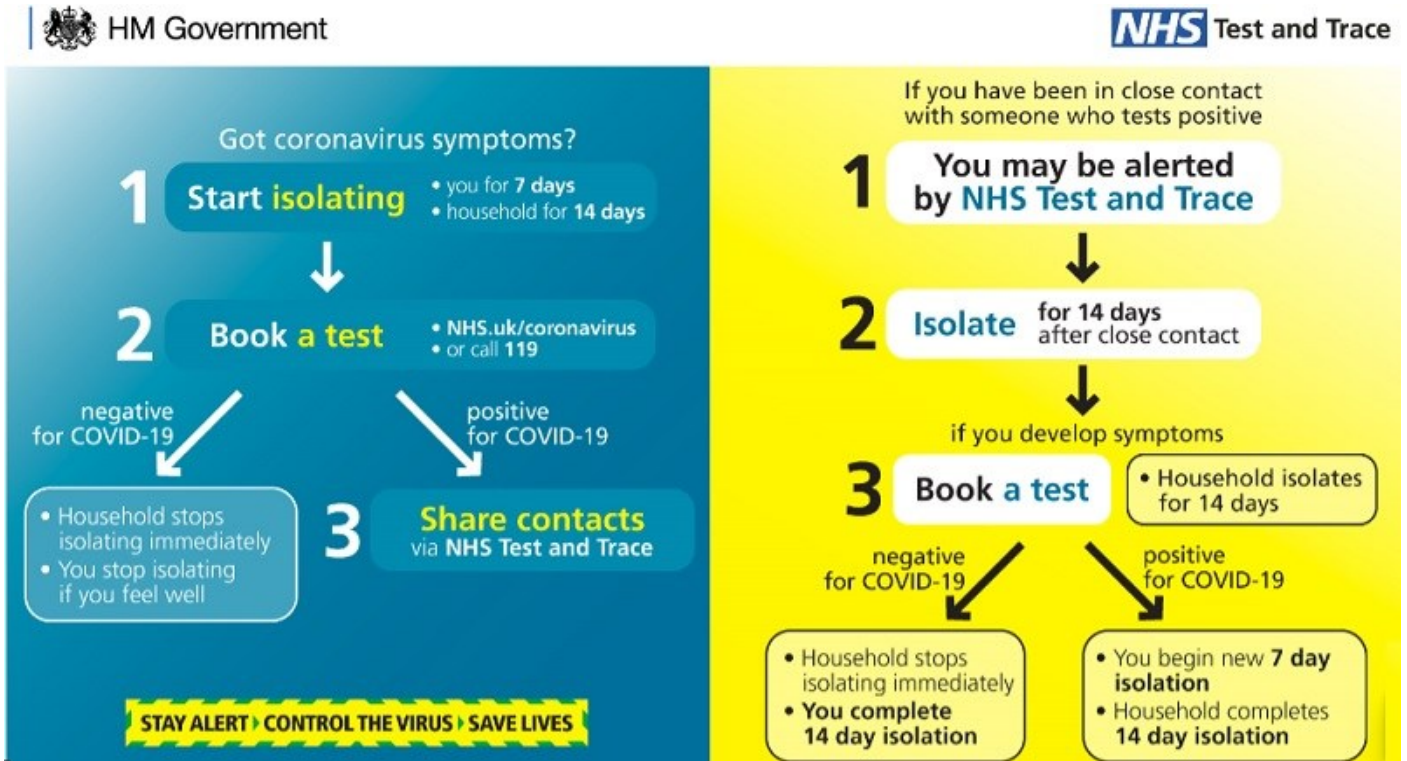 HM Government
NHS Test and Trace
Got coronavirus symptoms?
1
Start isolating
• you for 7 days
• household for 14 days
2
Book a test
• NHS.uk/coronavirus
• or call 119
negative
for COVID-19
positive
for COVID-19
• Household stops
isolating immediately
• You stop isolating
if you feel well
3
Share contacts
via NHS Test and Trace
STAY ALERT CONTROL THE VIRUS SAVE LIVES
If you have been in close contact
with someone who tests positive
1
You may be alerted
by NHS Test and Trace
2
Isolate
for 14 days
after close contact
if you develop symptoms
3
Book a test
• Household isolates
for 14 days
negative
for COVID-19
positive
for COVID-19
• Household stops
isolating immediately
• You complete
14 day isolation
• You begin new 7 day
isolation
• Household completes
14 day isolation